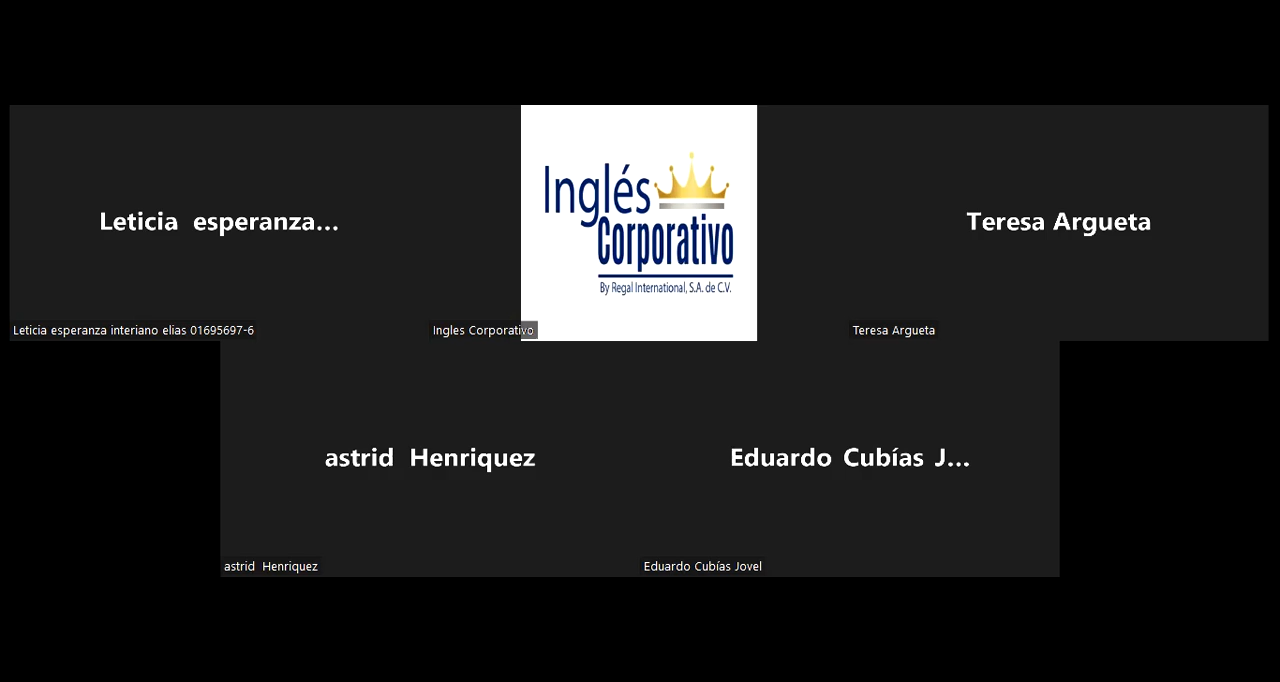 Leticia esperanza...
Inglés
Corporativo
By Regal International, S.A. de C.V.
Teresa Argueta
Leticia esperanza interiano elias 01695697-6
Ingles Corporativo
Teresa Argueta
astrid Henriquez
Eduardo Cubías J...
astrid Henriquez
Eduardo Cubías Jovel